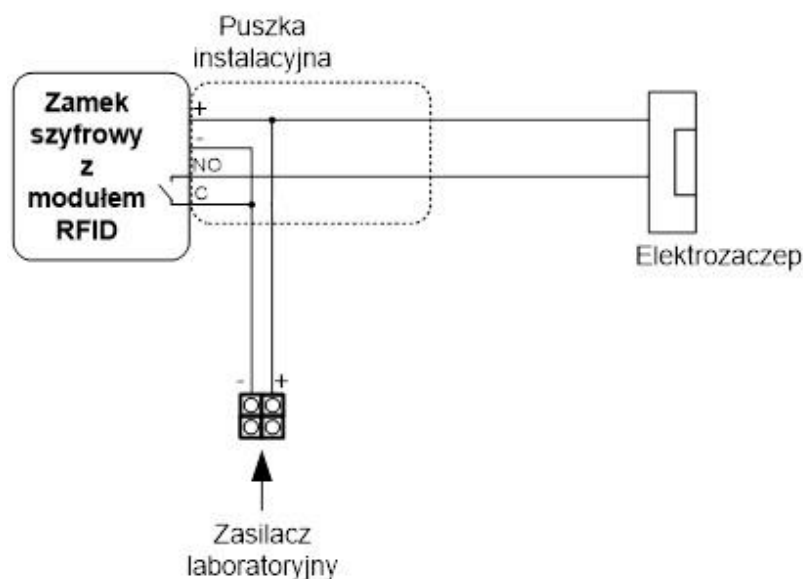 Puszka
instalacyjna
Zamek
szyfrowy
z
modułem
RFID
+
-
NO
C
Elektrozaczep
- +
Zasilacz
laboratoryjny